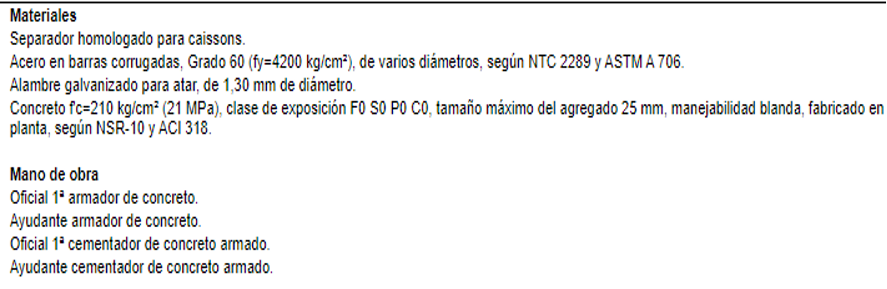 Materiales
Separador homologado para caissons.
Acero en barras corrugadas, Grado 60 (fy=4200 kg/cm²), de varios diámetros, según NTC 2289 y ASTM A 706.
Alambre galvanizado para atar, de 1,30 mm de diámetro.
Concreto f'c=210 kg/cm² (21 MPa), clase de exposición F0 S0 P0 C0, tamaño máximo del agregado 25 mm, manejabilidad blanda, fabricado en
planta, según NSR-10 y ACI 318.
Mano de obra
Oficial 1ª armador de concreto.
Ayudante armador de concreto.
Oficial 1ª cementador de concreto armado.
Ayudante cementador de concreto armado.